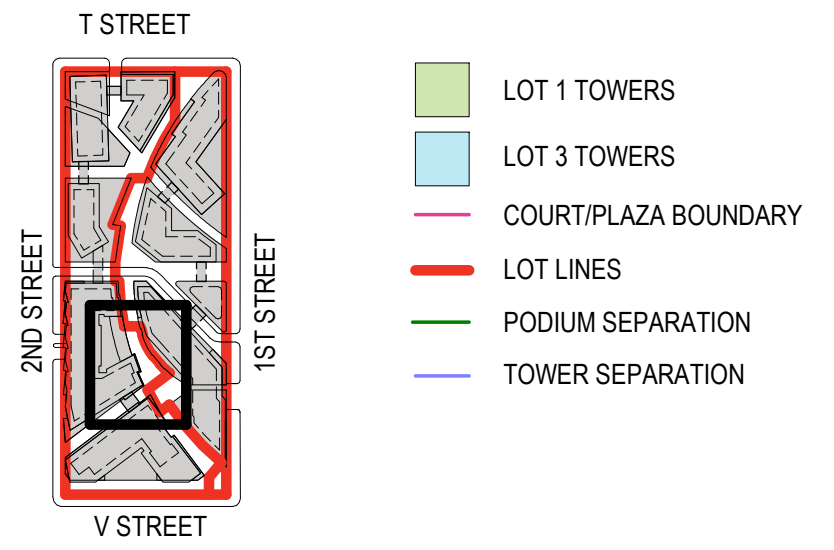 T STREET
2ND STREET
1ST STREET
V STREET
LOT 1 TOWERS
LOT 3 TOWERS
COURT/PLAZA BOUNDARY
LOT LINES
PODIUM SEPARATION
TOWER SEPARATION